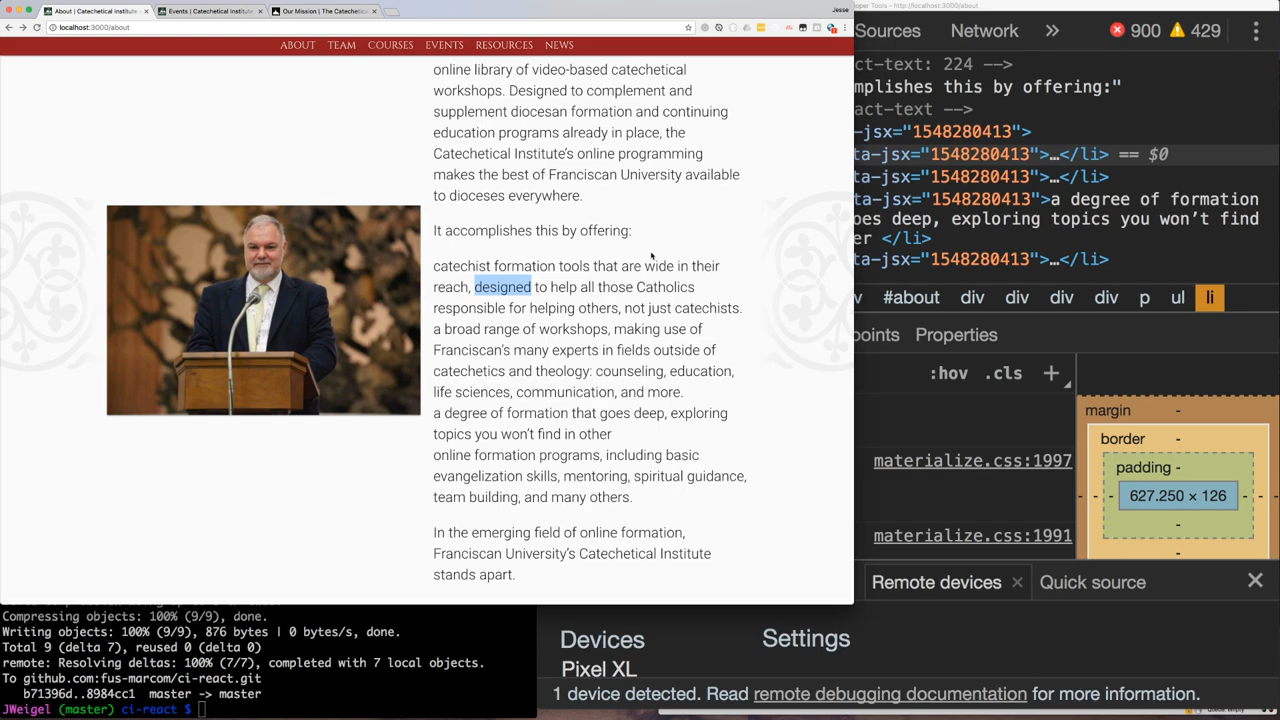 About | Catechetical Institute
Events | Catechetical Institute
Our Mission | The Catechetic
Jesse
localhost:3000/about
ABOUT TEAM COURSES EVENTS RESOURCES NEWS
online library of video-based catechetical
workshops. Designed to complement and
supplement diocesan formation and continuing
education programs already in place, the
Catechetical Institute's online programming
makes the best of Franciscan University available
to dioceses everywhere.
It accomplishes this by offering:
catechist formation tools that are wide in their
reach, designed to help all those Catholics
responsible for helping others, not just catechists.
a broad range of workshops, making use of
Franciscan's many experts in fields outside of
catechetics and theology: counseling, education,
life sciences, communication, and more.
a degree of formation that goes deep, exploring
topics you won't find in other
online formation programs, including basic
evangelization skills, mentoring, spiritual guidance,
team building, and many others.
In the emerging field of online formation,
Franciscan University's Catechetical Institute
stands apart.
Compressing objects: 100% (9/9), done.
Writing objects: 100% (9/9), 876 bytes | 0 bytes/s, done.
Total 9 (delta 7), reused 0 (delta 0)
remote: Resolving deltas: 100% (7/7), completed with 7 local objects.
To github.com:fus-marcom/ci-react.git
b71396d..8984cc1 master -> master
JWeigel (master) ci-react $
oper Tools - http://localhost:3000/about
Sources Network » 900 429
ct-text: 224 -->
mplishes this by offering:"
act-text -->
-jsx="1548280413">
ta-jsx="1548280413">…</li> == $0
ta-jsx="1548280413">…</li>
ta-jsx="1548280413">a degree of formation
es deep, exploring topics you won't find
er </li>
ta-jsx="1548280413">…</li>
v #about div div div p ul li
points Properties
:hov .cls +
margin -
border -
padding -
627.250 × 126
materialize.css:1997
materialize.css:1991
Remote devices × Quick source
Devices
Settings
Pixel XL
1 device detected. Read remote debugging documentation for more information.